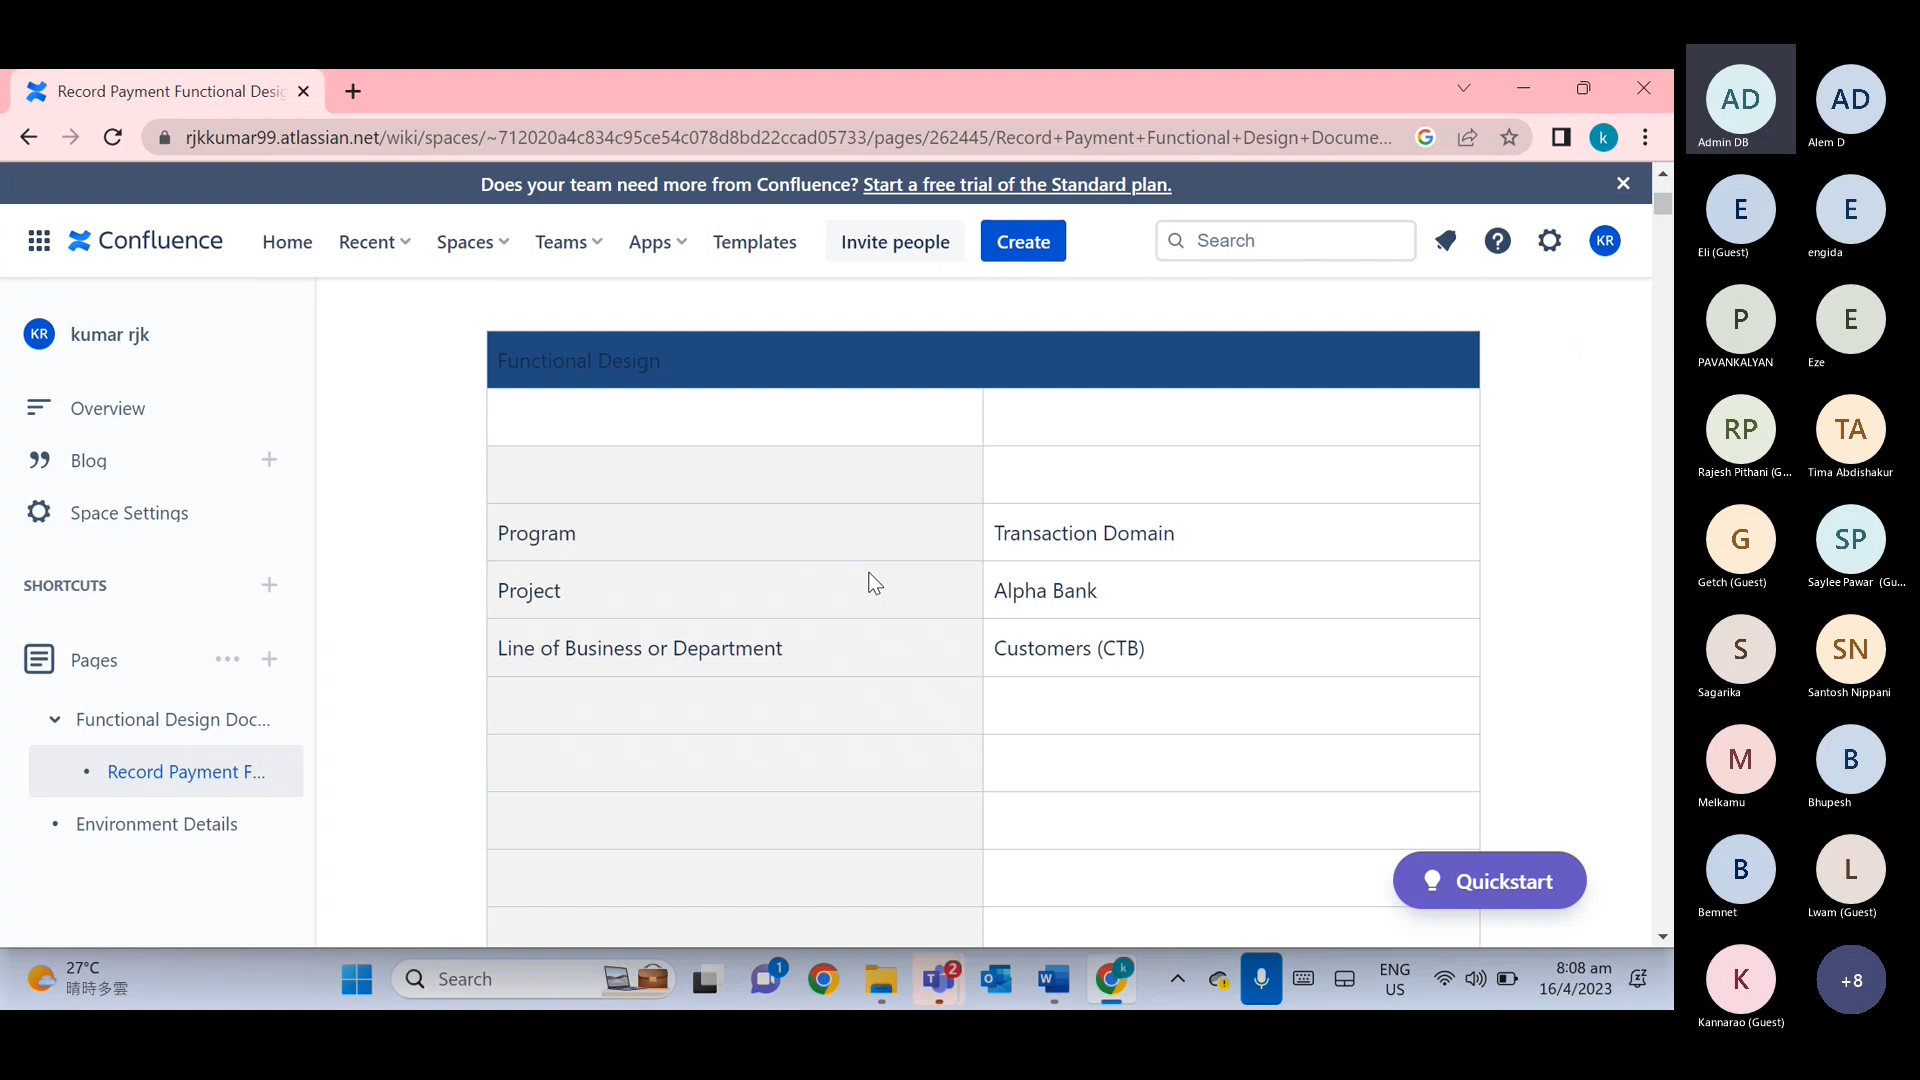 Record Payment Functional Desig
rjkkumar99.atlassian.net/wiki/spaces/~712020a4c834c95ce54c078d8bd22ccad05733/pages/262445/Record+Payment+Functional+Design+Docume...
G
k
Does your team need more from Confluence? Start a free trial of the Standard plan.
Confluence
Home
Recent
Spaces
Teams
Apps
Templates
Invite people
Create
Search
KR
KR
kumar rjk
Overview
Blog
Space Settings
SHORTCUTS
Pages
Functional Design Doc...
Record Payment F...
Environment Details
Functional Design
Program
Transaction Domain
Project
Alpha Bank
Line of Business or Department
Customers (CTB)
Quickstart
27°C
晴時多雲
Search
1
2
k
ENG
US
8:08 am
16/4/2023
AD
Admin DB
AD
Alem D
E
Eli (Guest)
E
engida
P
PAVANKALYAN
E
Eze
RP
Rajesh Pithani (G...
TA
Tima Abdishakur
G
Getch (Guest)
SP
Saylee Pawar (Gu...
S
Sagarika
SN
Santosh Nippani
M
Melkamu
B
Bhupesh
B
Bemnet
L
Lwam (Guest)
K
Kannarao (Guest)
+8